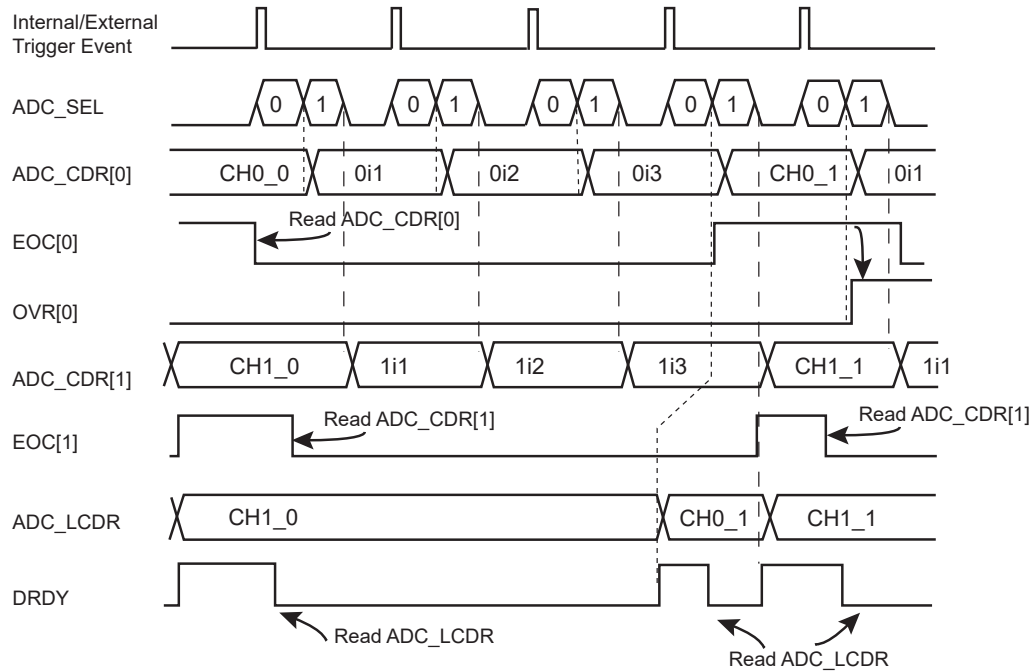 Internal/External
Trigger Event
ADC_SEL
0 1 0 1 0 1 0 1 0 1
ADC_CDR[0]
CH0_0 0i1 0i2 0i3 CH0_1 0i1
Read ADC_CDR[0]
EOC[0]
OVR[0]
ADC_CDR[1]
CH1_0 1i1 1i2 1i3 CH1_1 1i1
Read ADC_CDR[1] Read ADC_CDR[1]
EOC[1]
ADC_LCDR
CH1_0 CH0_1 CH1_1
DRDY
Read ADC_LCDR
Read ADC_LCDR